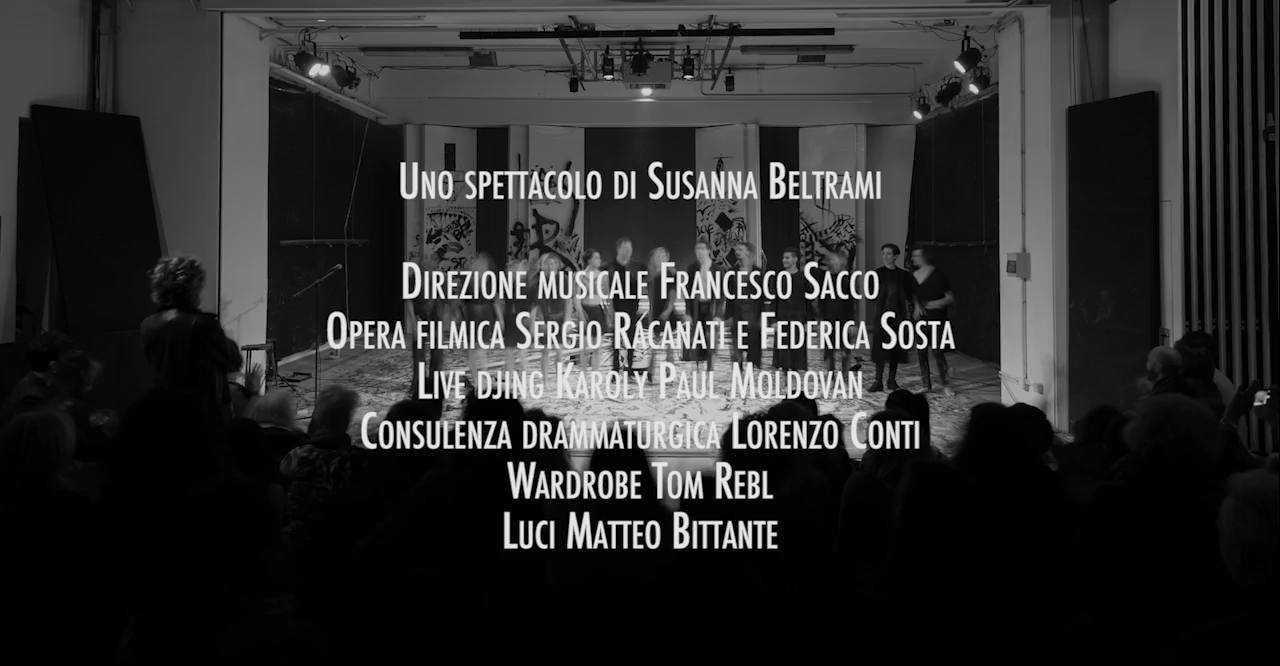 Uno spettacolo di Susanna Beltrami
Direzione musicale Francesco Sacco
Opera filmica Sergio Racanati e Federica Sosta
Live djing Karoly Paul Moldovan
Consulenza drammaturgica Lorenzo Conti
Wardrobe Tom Rebl
Luci Matteo Bittante